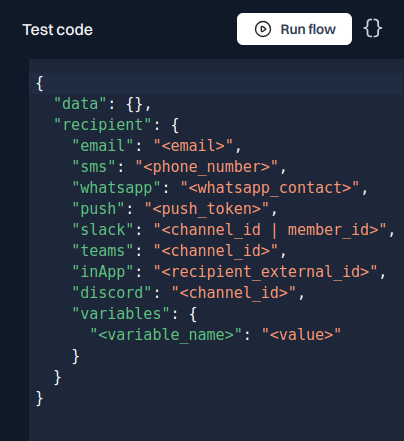 Test code
Run flow {}
{
  "data": {},
  "recipient": {
    "email": "<email>",
    "sms": "<phone_number>",
    "whatsapp": "<whatsapp_contact>",
    "push": "<push_token>",
    "slack": "<channel_id | member_id>",
    "teams": "<channel_id>",
    "inApp": "<recipient_external_id>",
    "discord": "<channel_id>",
    "variables": {
      "<variable_name>": "<value>"
    }
  }
}